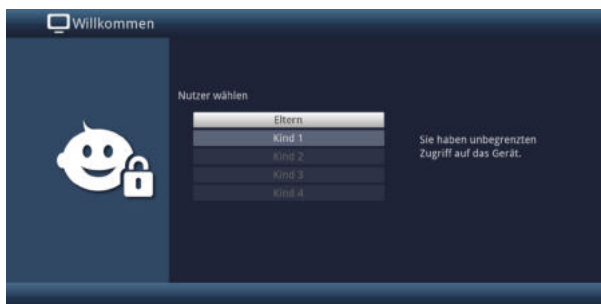 Willkommen
Nutzer wählen
Eltern
Kind 1
Kind 2
Kind 3
Kind 4
Sie haben unbegrenzten
Zugriff auf das Gerät.